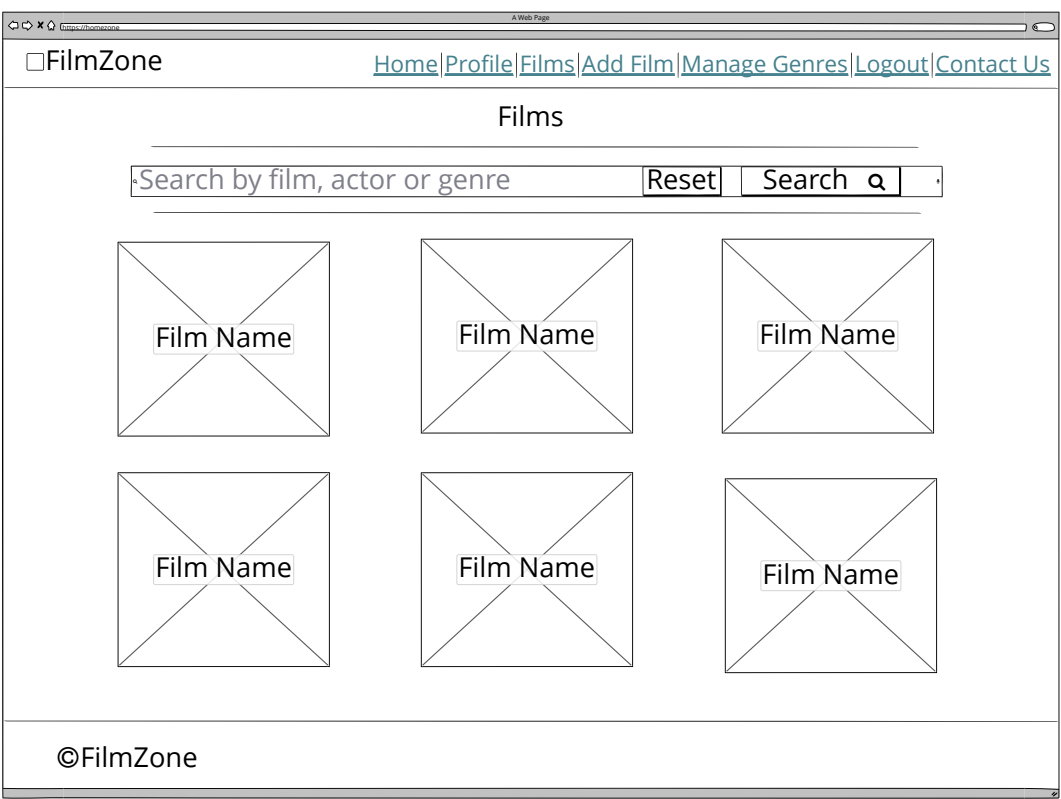 A Web Page
https://homezone
FilmZone
Home|Profile|Films|Add Film|Manage Genres|Logout|Contact Us
Films
Search by film, actor or genre Reset Search
Film Name Film Name Film Name
Film Name Film Name Film Name
©FilmZone